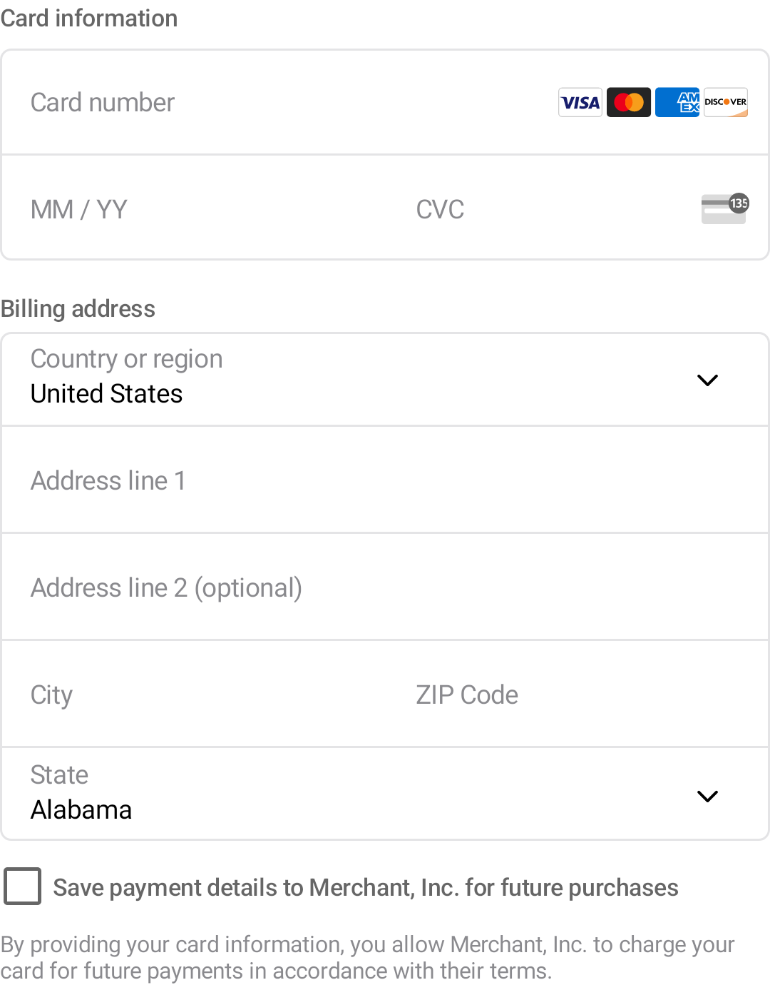 Card information
Card number VISA AM EX DISCOVER
MM / YY CVC 135
Billing address
Country or region
United States
Address line 1
Address line 2 (optional)
City ZIP Code
State
Alabama
Save payment details to Merchant, Inc. for future purchases
By providing your card information, you allow Merchant, Inc. to charge your
card for future payments in accordance with their terms.